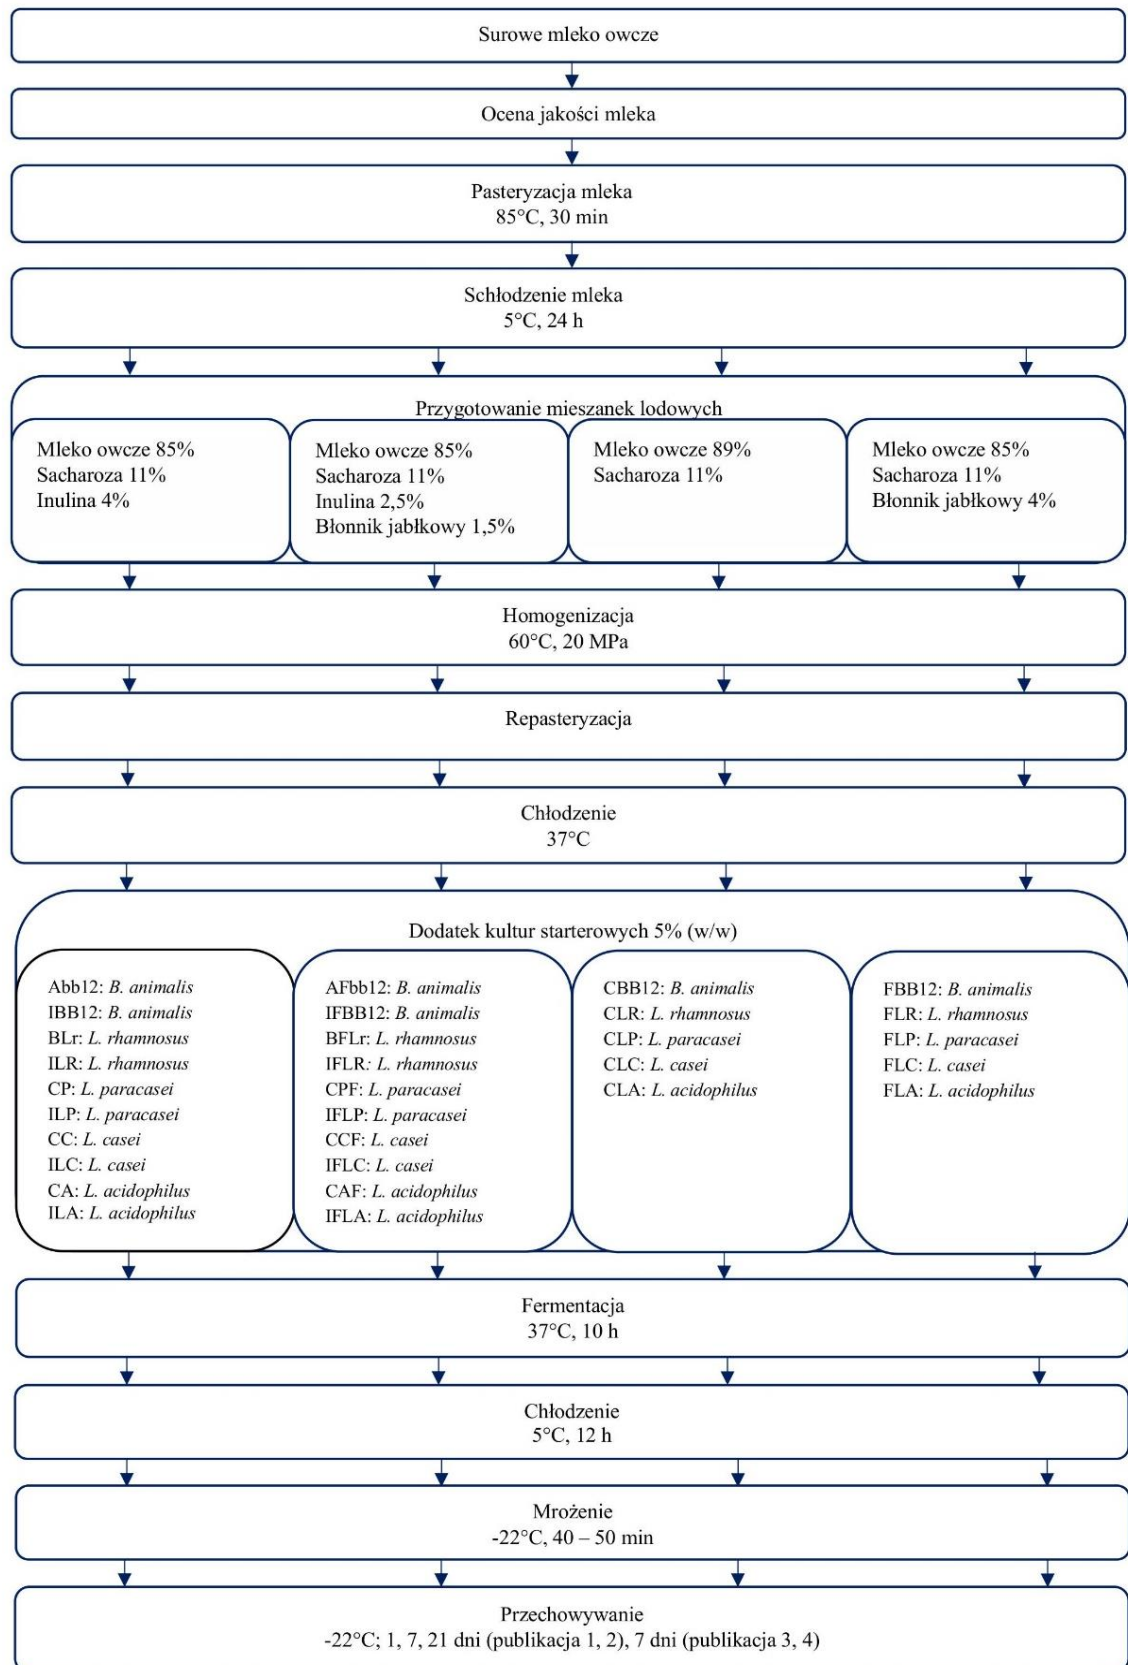 Surowe mleko owcze
Ocena jakości mleka
Pasteryzacja mleka
85°C, 30 min
Schłodzenie mleka
5°C, 24 h
Przygotowanie mieszanek lodowych
Mleko owcze 85%
Sacharoza 11%
Inulina 4%
Mleko owcze 85%
Sacharoza 11%
Inulina 2,5%
Błonnik jabłkowy 1,5%
Mleko owcze 89%
Sacharoza 11%
Mleko owcze 85%
Sacharoza 11%
Błonnik jabłkowy 4%
Homogenizacja
60°C, 20 MPa
Repasteryzacja
Chłodzenie
37°C
Dodatek kultur starterowych 5% (w/w)
Abb12: B. animalis
IBB12: B. animalis
BLr: L. rhamnosus
ILR: L. rhamnosus
CP: L. paracasei
ILP: L. paracasei
CC: L. casei
ILC: L. casei
CA: L. acidophilus
ILA: L. acidophilus
AFbb12: B. animalis
IFBB12: B. animalis
BFLr: L. rhamnosus
IFLR: L. rhamnosus
CPF: L. paracasei
IFLP: L. paracasei
CCF: L. casei
IFLC: L. casei
CAF: L. acidophilus
IFLA: L. acidophilus
CBB12: B. animalis
CLR: L. rhamnosus
CLP: L. paracasei
CLC: L. casei
CLA: L. acidophilus
FBB12: B. animalis
FLR: L. rhamnosus
FLP: L. paracasei
FLC: L. casei
FLA: L. acidophilus
Fermentacja
37°C, 10 h
Chłodzenie
5°C, 12 h
Mrożenie
-22°C, 40 – 50 min
Przechowywanie
-22°C; 1, 7, 21 dni (publikacja 1, 2), 7 dni (publikacja 3, 4)